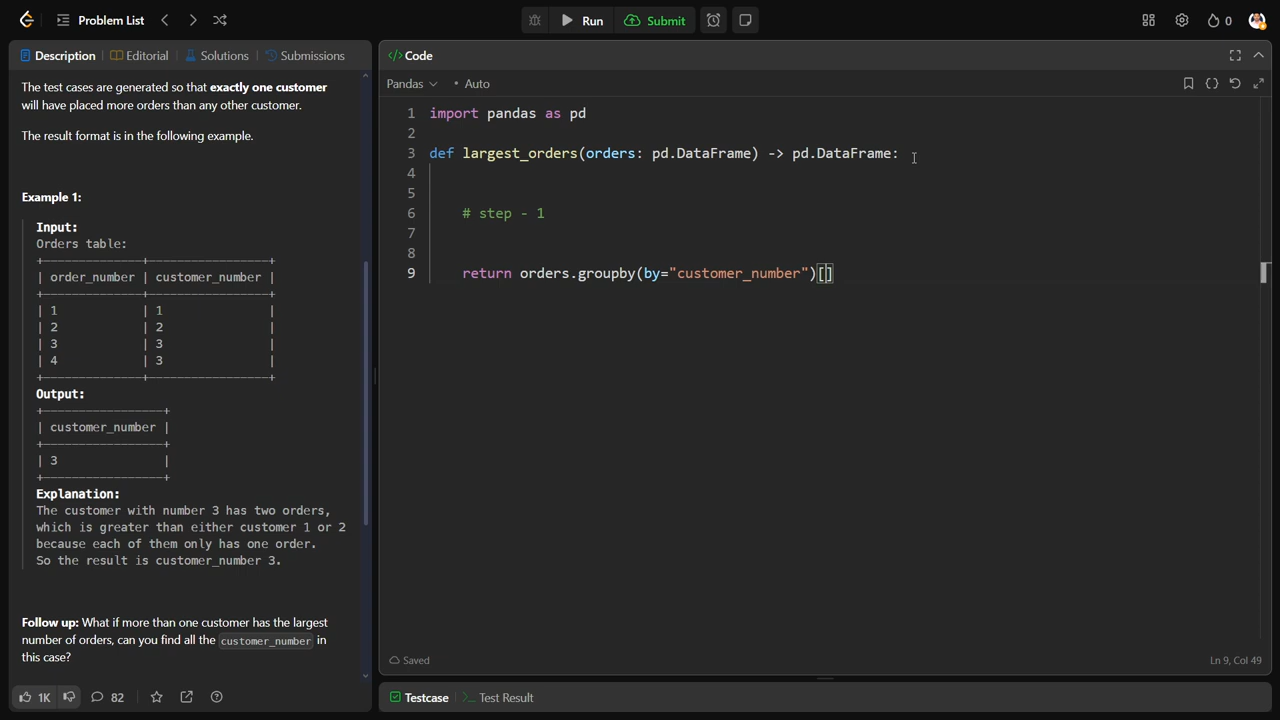 Problem List
Run
Submit
0
Description
Editorial
Solutions
Submissions
The test cases are generated so that exactly one customer
will have placed more orders than any other customer.
The result format is in the following example.
Example 1:
Input:
Orders table:
+--------------+-----------------+
| order_number | customer_number |
+--------------+-----------------+
| 1            | 1               |
| 2            | 2               |
| 3            | 3               |
| 4            | 3               |
+--------------+-----------------+
Output:
+-----------------+
| customer_number |
+-----------------+
| 3               |
+-----------------+
Explanation:
The customer with number 3 has two orders,
which is greater than either customer 1 or 2
because each of them only has one order.
So the result is customer_number 3.
Follow up: What if more than one customer has the largest
number of orders, can you find all the customer_number in
this case?
1K
82
</> Code
Pandas
• Auto
1 import pandas as pd
2
3 def largest_orders(orders: pd.DataFrame) -> pd.DataFrame:
4
5
6     # step - 1
7
8
9     return orders.groupby(by="customer_number")[]
Saved
Ln 9, Col 49
Testcase
Test Result